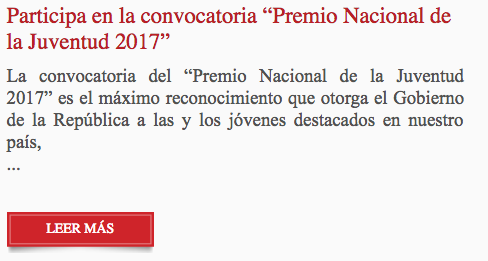 Participa en la convocatoria “Premio Nacional de
la Juventud 2017”
La convocatoria del “Premio Nacional de la Juventud
2017” es el máximo reconocimiento que otorga el Gobierno
de la República a las y los jóvenes destacados en nuestro
país,
...
LEER MÁS